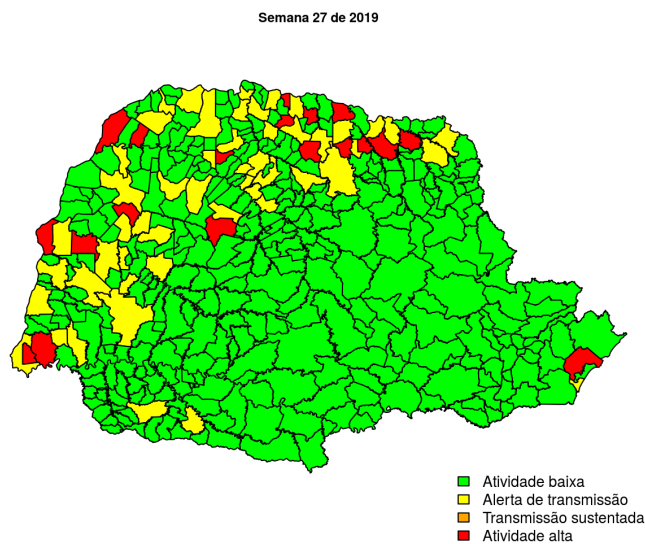 Semana 27 de 2019
Atividade baixa
Alerta de transmissão
Transmissão sustentada
Atividade alta